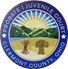 PROBATE / JUVENILE COURT
CLERMONT COUNTY, OHIO